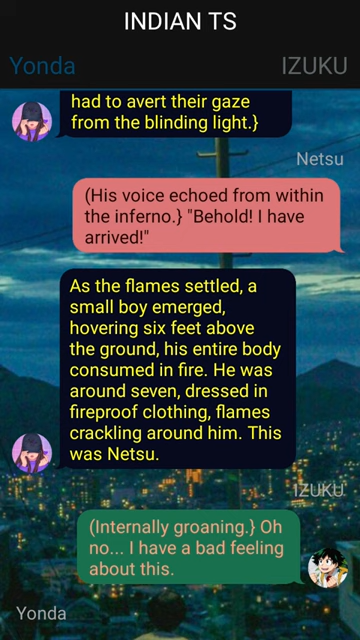 INDIAN TS
Yonda
IZUKU
had to avert their gaze
from the blinding light.}
Netsu
(His voice echoed from within
the inferno.} "Behold! I have
arrived!"
As the flames settled, a
small boy emerged,
hovering six feet above
the ground, his entire body
consumed in fire. He was
around seven, dressed in
fireproof clothing, flames
crackling around him. This
was Netsu.
IZUKU
(Internally groaning.} Oh
no... I have a bad feeling
about this.
Yonda